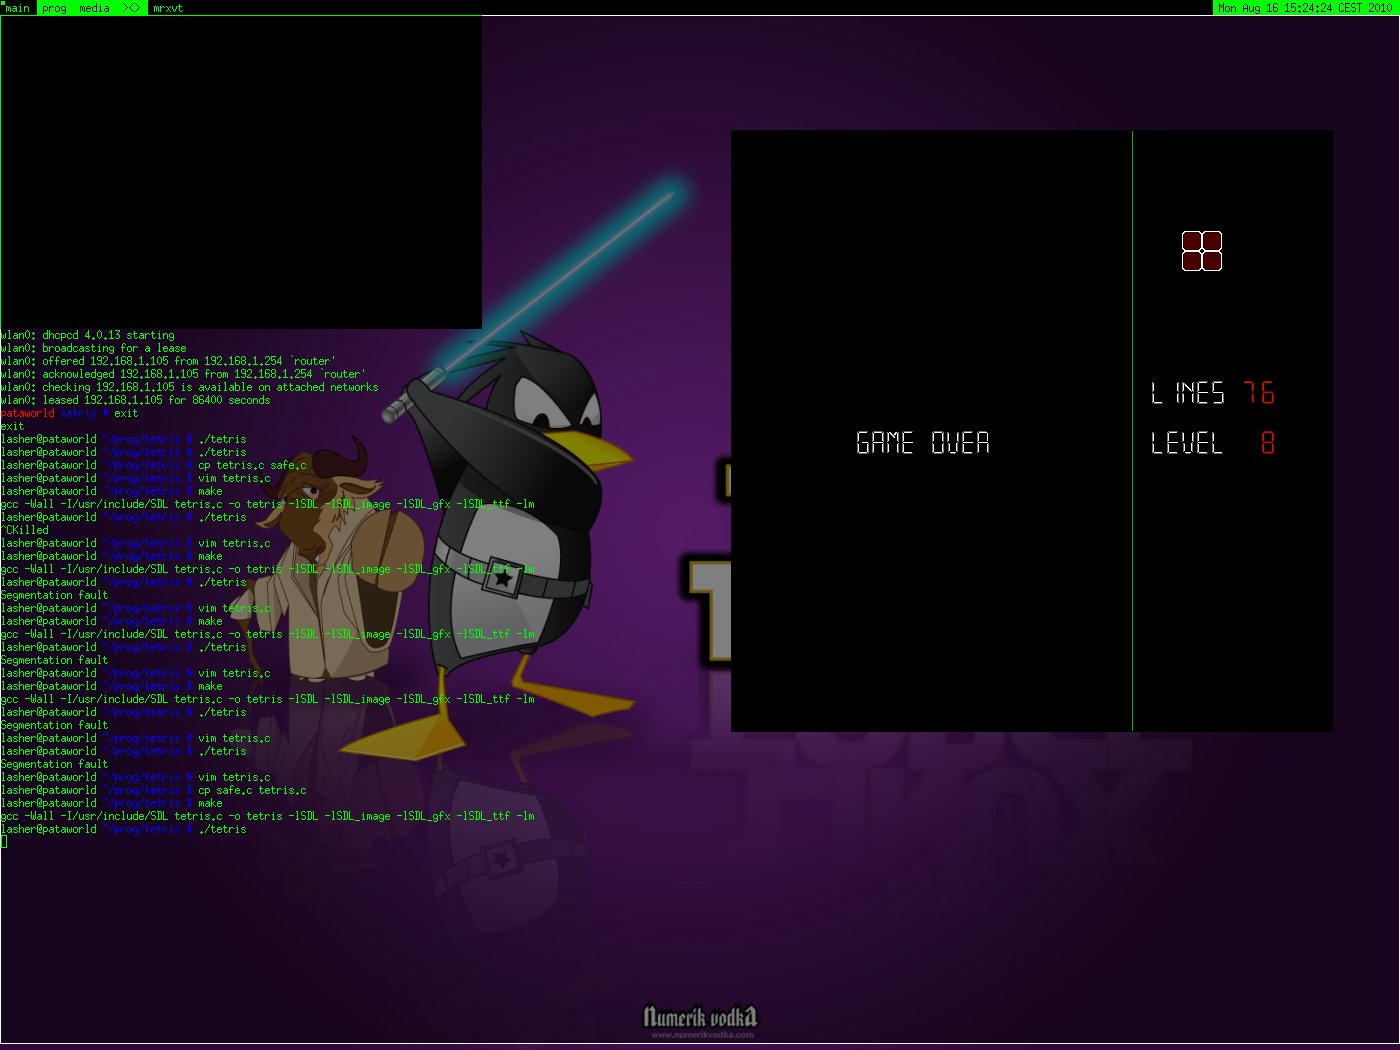 main prog media ><> mrxvt Mon Aug 16 15:24:24 CEST 2010
wlan0: dhcpcd 4.0.13 starting
wlan0: broadcasting for a lease
wlan0: offered 192.168.1.105 from 192.168.1.254 `router'
wlan0: acknowledged 192.168.1.105 from 192.168.1.254 `router'
wlan0: checking 192.168.1.105 is available on attached networks
wlan0: leased 192.168.1.105 for 86400 seconds
pataworld tetris # exit
exit
lasher@pataworld ~/prog/tetris $ ./tetris
lasher@pataworld ~/prog/tetris $ ./tetris
lasher@pataworld ~/prog/tetris $ cp tetris.c safe.c
lasher@pataworld ~/prog/tetris $ vim tetris.c
lasher@pataworld ~/prog/tetris $ make
gcc -Wall -I/usr/include/SDL tetris.c -o tetris -lSDL -lSDL_image -lSDL_gfx -lSDL_ttf -lm
lasher@pataworld ~/prog/tetris $ ./tetris
^CKilled
lasher@pataworld ~/prog/tetris $ vim tetris.c
lasher@pataworld ~/prog/tetris $ make
gcc -Wall -I/usr/include/SDL tetris.c -o tetris -lSDL -lSDL_image -lSDL_gfx -lSDL_ttf -lm
lasher@pataworld ~/prog/tetris $ ./tetris
Segmentation fault
lasher@pataworld ~/prog/tetris $ vim tetris.c
lasher@pataworld ~/prog/tetris $ make
gcc -Wall -I/usr/include/SDL tetris.c -o tetris -lSDL -lSDL_image -lSDL_gfx -lSDL_ttf -lm
lasher@pataworld ~/prog/tetris $ ./tetris
Segmentation fault
lasher@pataworld ~/prog/tetris $ vim tetris.c
lasher@pataworld ~/prog/tetris $ make
gcc -Wall -I/usr/include/SDL tetris.c -o tetris -lSDL -lSDL_image -lSDL_gfx -lSDL_ttf -lm
lasher@pataworld ~/prog/tetris $ ./tetris
Segmentation fault
lasher@pataworld ~/prog/tetris $ vim tetris.c
lasher@pataworld ~/prog/tetris $ ./tetris
Segmentation fault
lasher@pataworld ~/prog/tetris $ vim tetris.c
lasher@pataworld ~/prog/tetris $ cp safe.c tetris.c
lasher@pataworld ~/prog/tetris $ make
gcc -Wall -I/usr/include/SDL tetris.c -o tetris -lSDL -lSDL_image -lSDL_gfx -lSDL_ttf -lm
lasher@pataworld ~/prog/tetris $ ./tetris
LINES 76
GAME OVER
LEVEL 8
Numerik vodka
www.numerikvodka.com